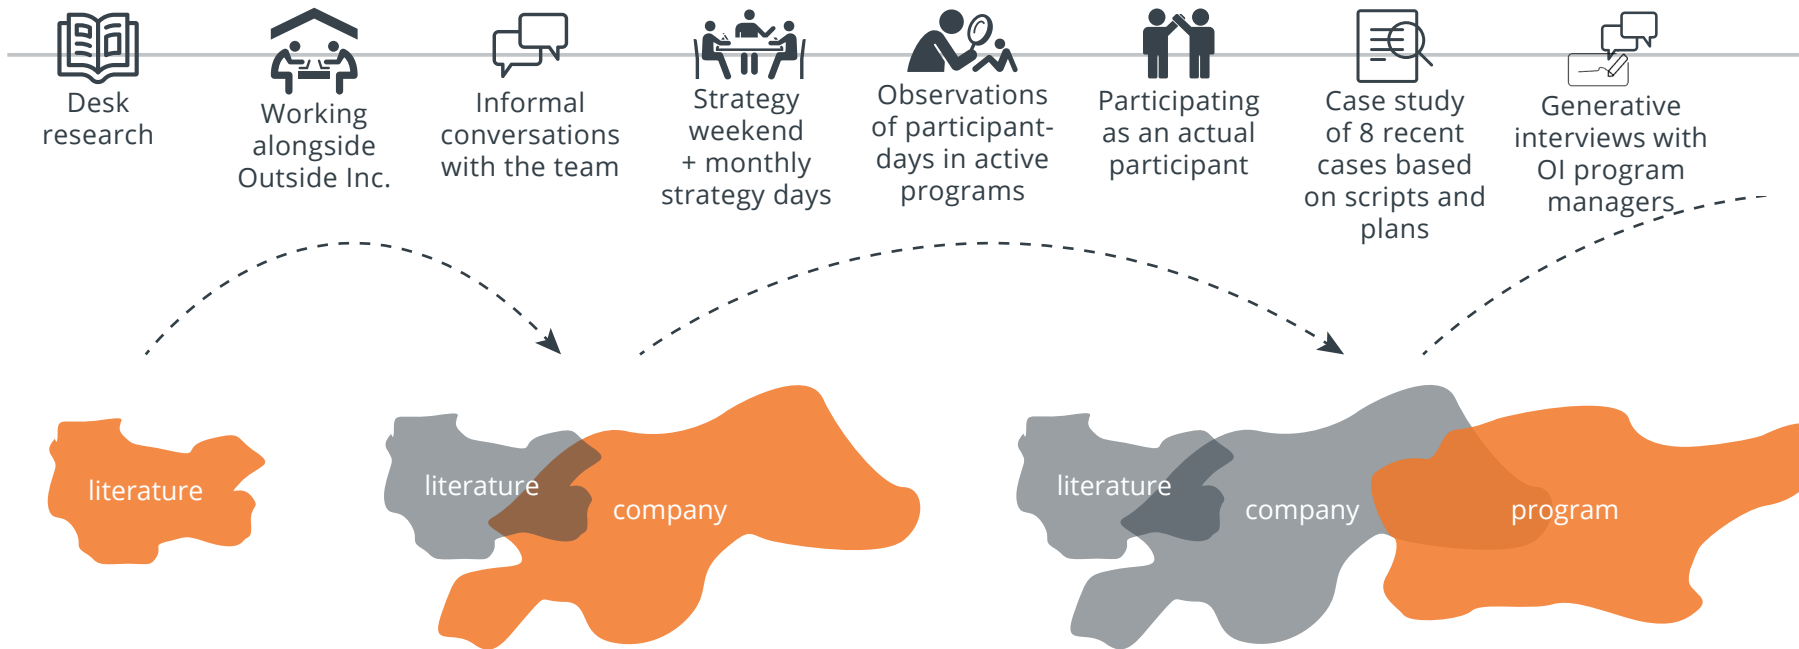 Desk
research
Working
alongside
Outside Inc.
Informal
conversations
with the team
Strategy
weekend
+ monthly
strategy days
Observations
of participant-
days in active
programs
Participating
as an actual
participant
Case study
of 8 recent
cases based
on scripts and
plans
Generative
interviews with
OI program
managers
literature
literature
company
literature
company
program